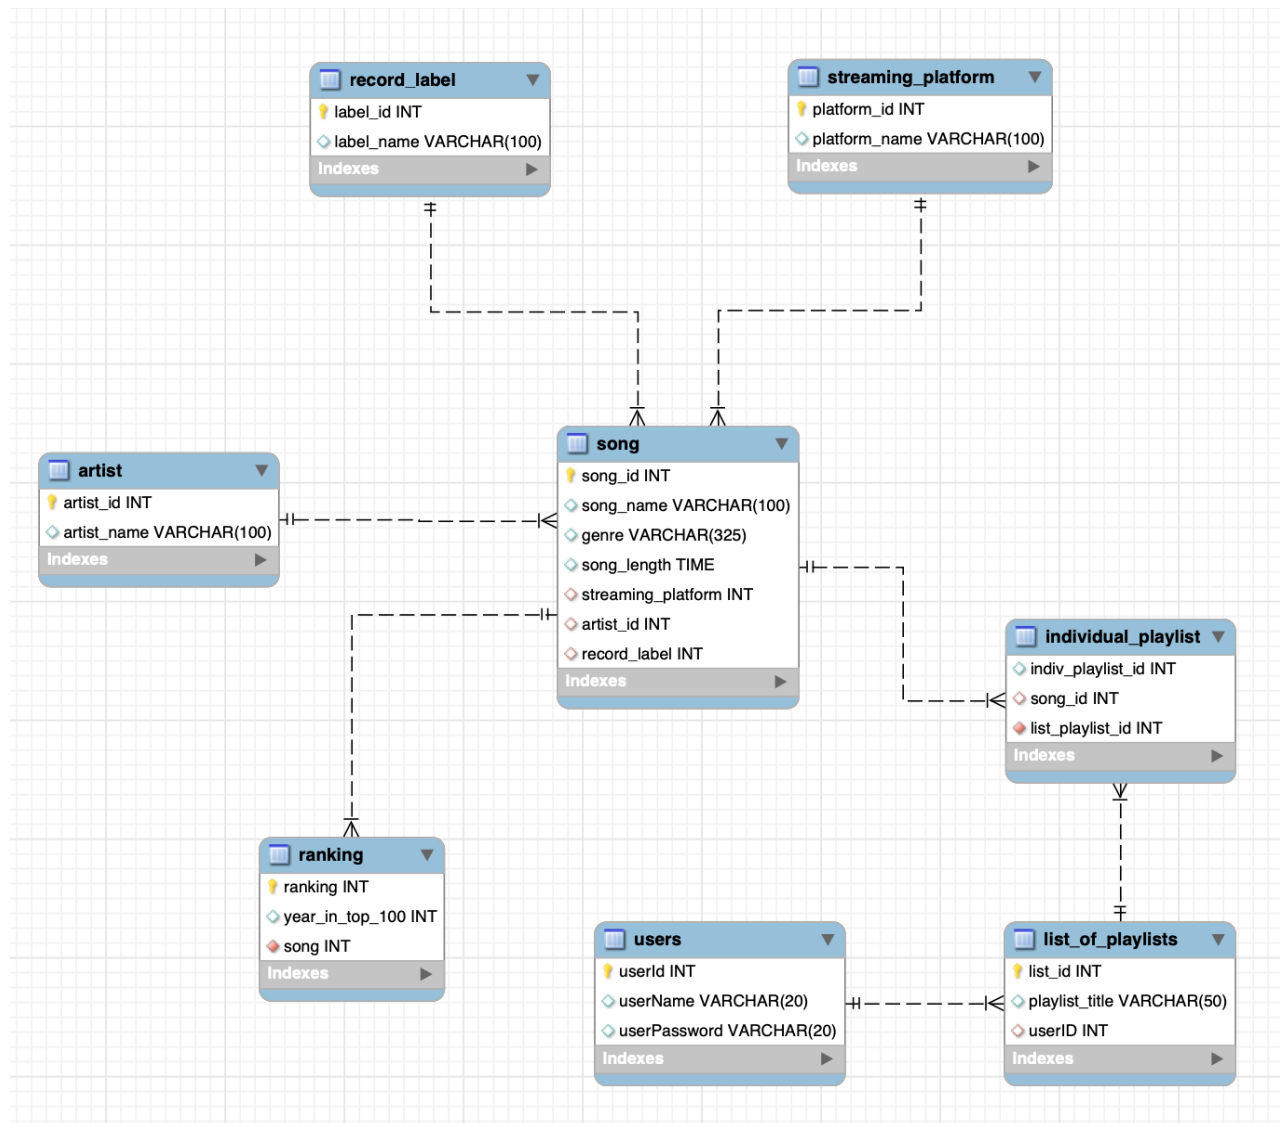 record_label
label_id INT
label_name VARCHAR(100)
Indexes
streaming_platform
platform_id INT
platform_name VARCHAR(100)
Indexes
artist
artist_id INT
artist_name VARCHAR(100)
Indexes
song
song_id INT
song_name VARCHAR(100)
genre VARCHAR(325)
song_length TIME
streaming_platform INT
artist_id INT
record_label INT
Indexes
individual_playlist
indiv_playlist_id INT
song_id INT
list_playlist_id INT
Indexes
ranking
ranking INT
year_in_top_100 INT
song INT
Indexes
users
userId INT
userName VARCHAR(20)
userPassword VARCHAR(20)
Indexes
list_of_playlists
list_id INT
playlist_title VARCHAR(50)
userID INT
Indexes